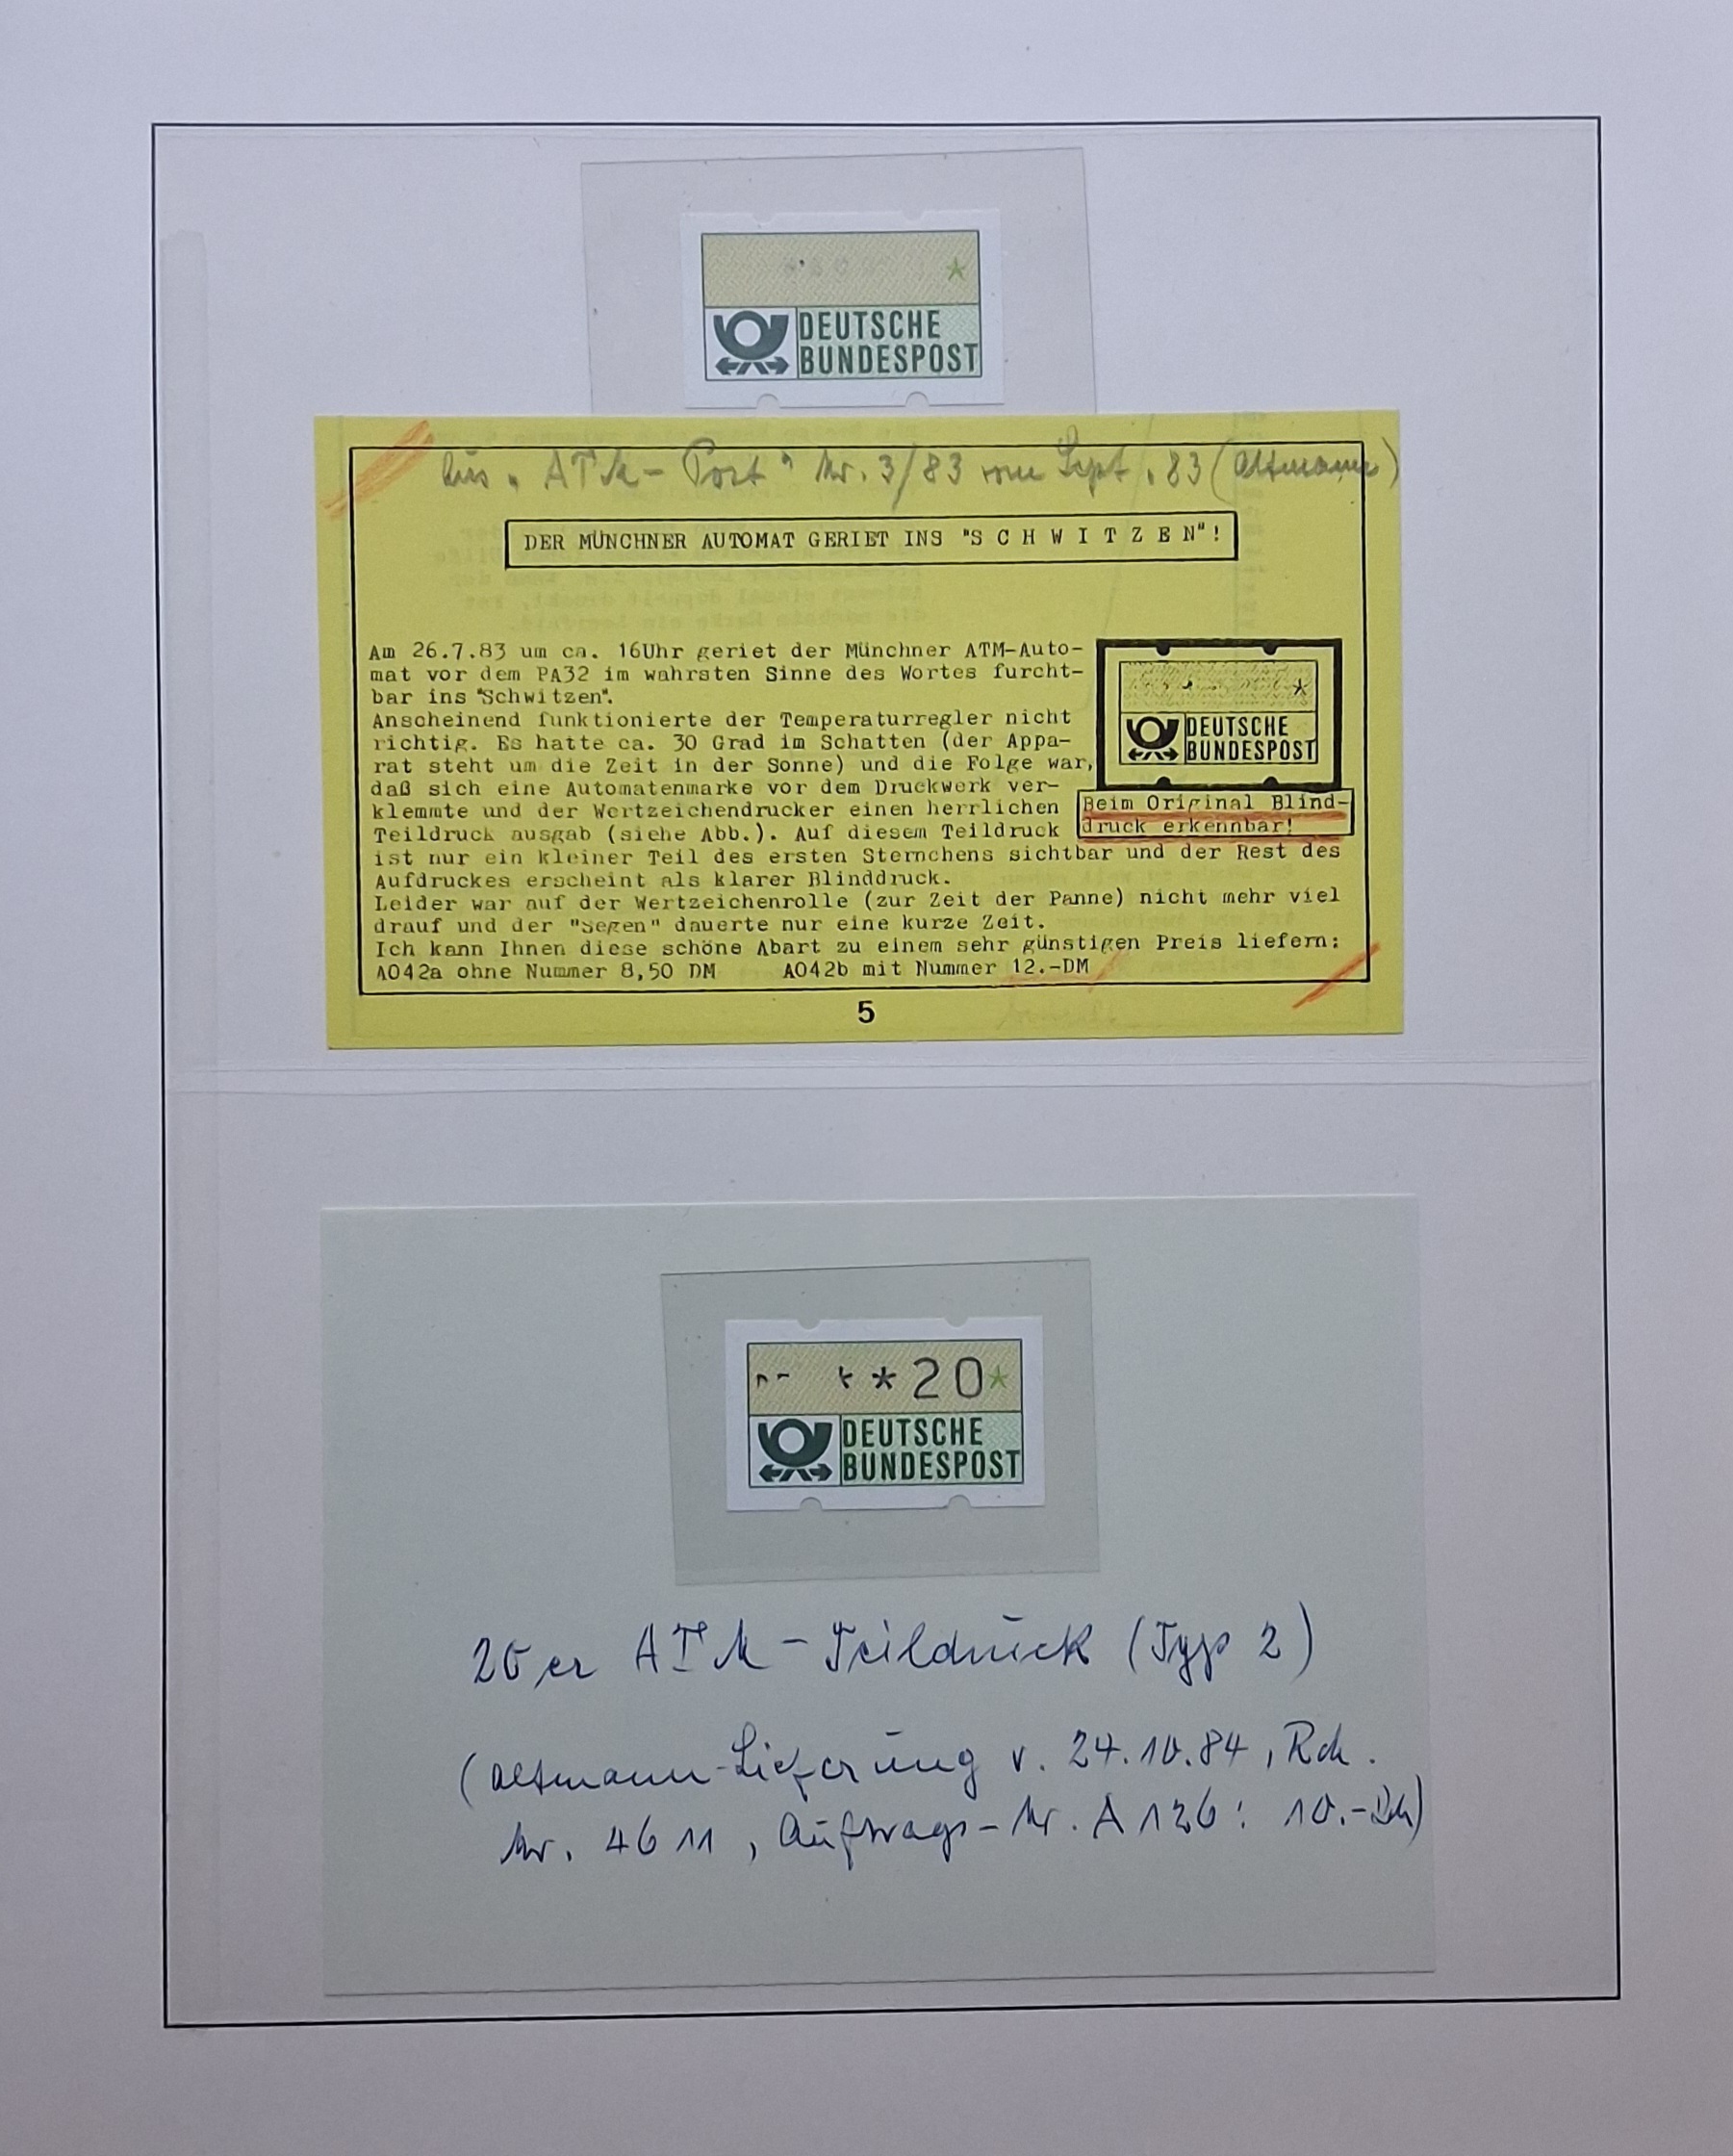 *
DEUTSCHE
BUNDESPOST
Aus "ATM-Post" Nr. 3/83 vom Sept. 83 (Altmann)
DER MÜNCHNER AUTOMAT GERIET INS "S C H W I T Z E N"!
Am 26.7.83 um ca. 16Uhr geriet der Münchner ATM-Auto-
mat vor dem PA32 im wahrsten Sinne des Wortes furcht-
bar ins "Schwitzen".
Anscheinend funktionierte der Temperaturregler nicht
richtig. Es hatte ca. 30 Grad im Schatten (der Appa-
rat steht um die Zeit in der Sonne) und die Folge war,
daß sich eine Automatenmarke vor dem Druckwerk ver-
klemmte und der Wertzeichendrucker einen herrlichen
Teildruck ausgab (siehe Abb.). Auf diesem Teildruck
ist nur ein kleiner Teil des ersten Sternchens sichtbar und der Rest des
Aufdruckes erscheint als klarer Blinddruck.
Leider war auf der Wertzeichenrolle (zur Zeit der Panne) nicht mehr viel
drauf und der "Segen" dauerte nur eine kurze Zeit.
Ich kann Ihnen diese schöne Abart zu einem sehr günstigen Preis liefern:
A042a ohne Nummer 8,50 DM A042b mit Nummer 12.-DM
*
DEUTSCHE
BUNDESPOST
Beim Original Blind-
druck erkennbar!
5
**20*
DEUTSCHE
BUNDESPOST
20er ATM-Teildruck (Typ 2)
(Altmann-Lieferung v. 24.10.84, Rch.
Nr. 4611, Auftrags-Nr. A126: 10.-DM)